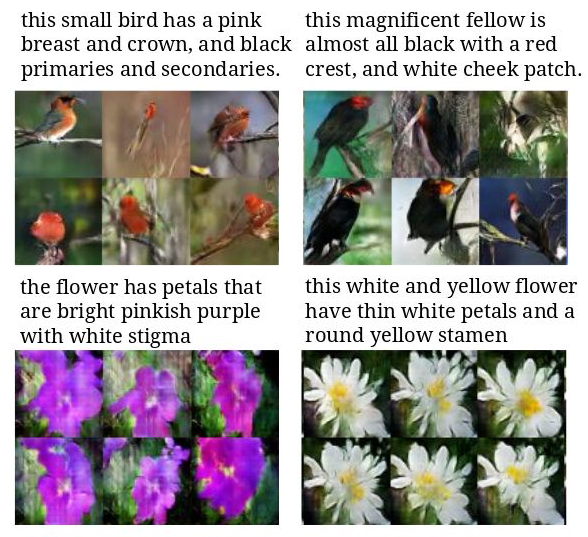 this small bird has a pink
breast and crown, and black
primaries and secondaries.
this magnificent fellow is
almost all black with a red
crest, and white cheek patch.
the flower has petals that
are bright pinkish purple
with white stigma
this white and yellow flower
have thin white petals and a
round yellow stamen